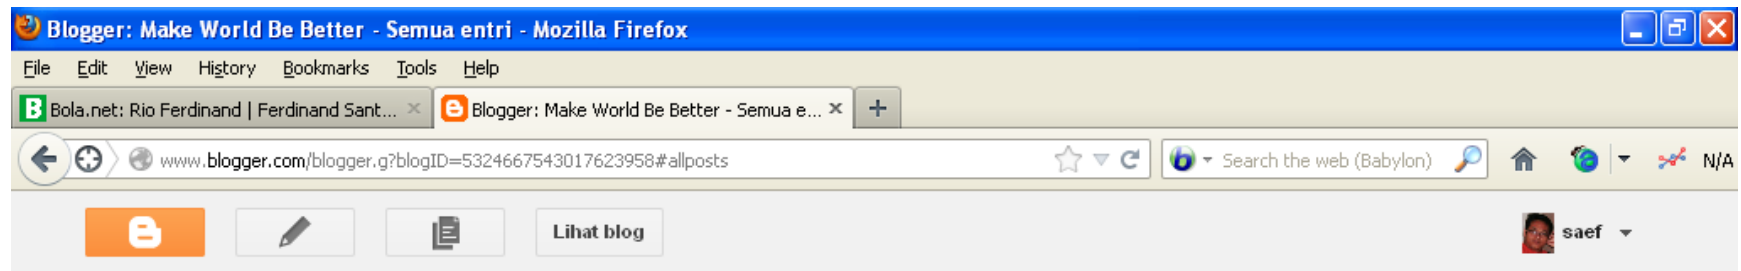 Blogger: Make World Be Better - Semua entri - Mozilla Firefox
File Edit View History Bookmarks Tools Help
Bola.net: Rio Ferdinand | Ferdinand Sant... Blogger: Make World Be Better - Semua e...
www.blogger.com/blogger.g?blogID=5324667543017623958#allposts Search the web (Babylon) N/A
Lihat blog saef